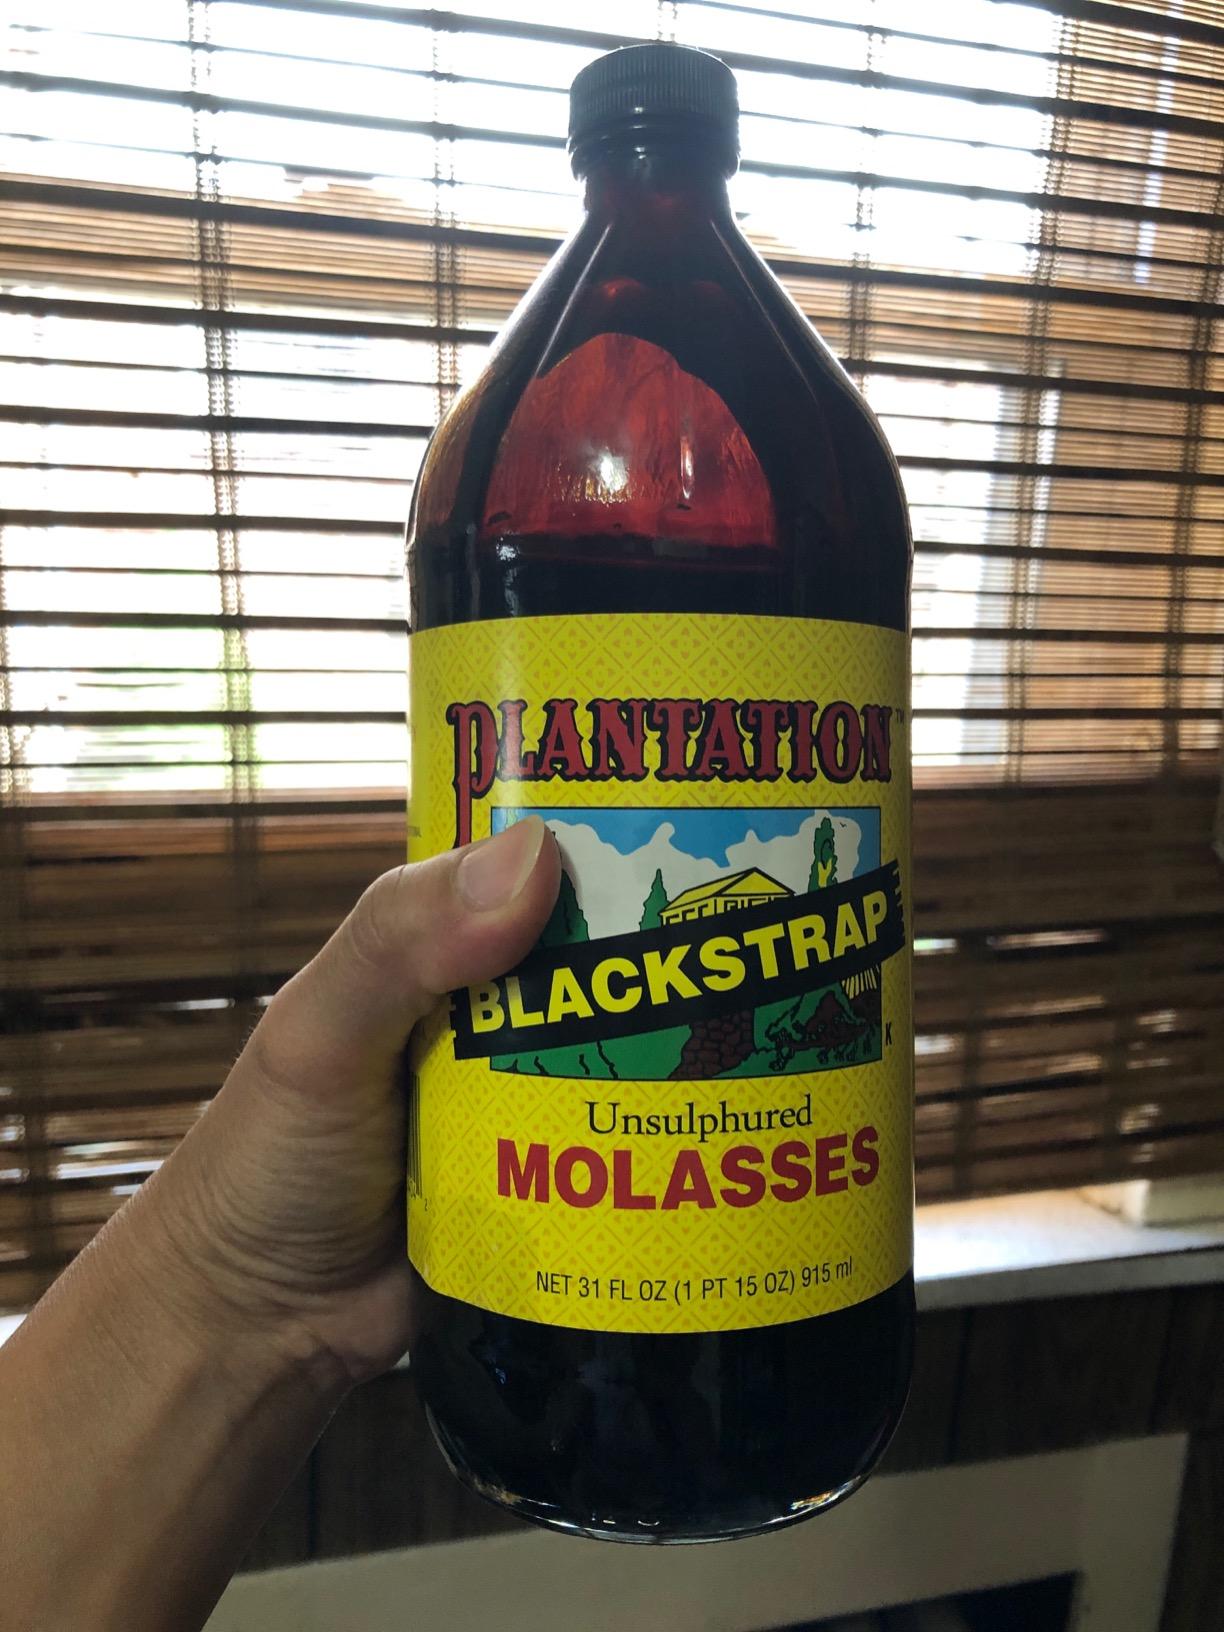 PLANTATION™
BLACKSTRAP
K
Unsulphured
MOLASSES
NET 31 FL OZ (1 PT 15 OZ) 915 ml